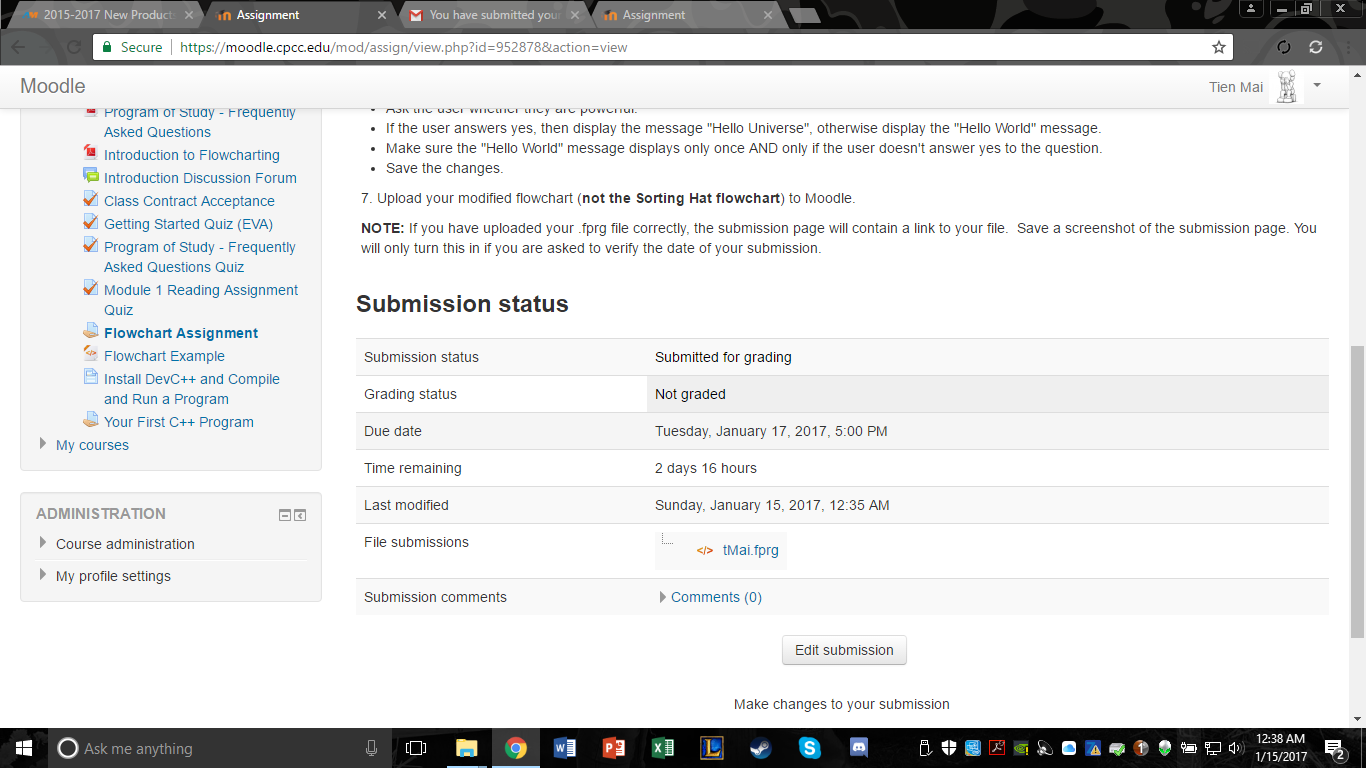 2015-2017 New Products
Assignment
You have submitted your
Assignment
Secure
https://moodle.cpcc.edu/mod/assign/view.php?id=952878&action=view
Moodle
Tien Mai
Program of Study - Frequently
Asked Questions
Introduction to Flowcharting
Introduction Discussion Forum
Class Contract Acceptance
Getting Started Quiz (EVA)
Program of Study - Frequently
Asked Questions Quiz
Module 1 Reading Assignment
Quiz
Flowchart Assignment
Flowchart Example
Install DevC++ and Compile
and Run a Program
Your First C++ Program
My courses
ADMINISTRATION
Course administration
My profile settings
Ask the user whether they are powerful.
If the user answers yes, then display the message "Hello Universe", otherwise display the "Hello World" message.
Make sure the "Hello World" message displays only once AND only if the user doesn't answer yes to the question.
Save the changes.
7. Upload your modified flowchart (not the Sorting Hat flowchart) to Moodle.
NOTE: If you have uploaded your .fprg file correctly, the submission page will contain a link to your file. Save a screenshot of the submission page. You
will only turn this in if you are asked to verify the date of your submission.
Submission status
Submission status Submitted for grading
Grading status Not graded
Due date Tuesday, January 17, 2017, 5:00 PM
Time remaining 2 days 16 hours
Last modified Sunday, January 15, 2017, 12:35 AM
File submissions </> tMai.fprg
Submission comments Comments (0)
Edit submission
Make changes to your submission
Ask me anything
12:38 AM
1/15/2017
2